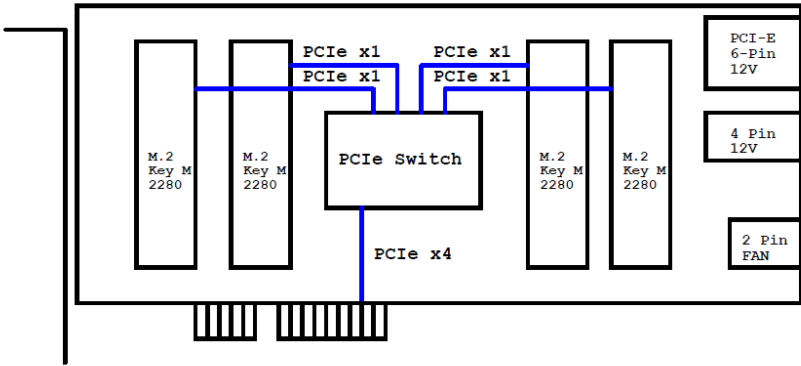 PCIe x1
PCIe x1
PCIe x1
PCIe x1
PCI-E
6-Pin
12V
M.2
Key M
2280
M.2
Key M
2280
PCIe Switch
M.2
Key M
2280
M.2
Key M
2280
4 Pin
12V
PCIe x4
2 Pin
FAN